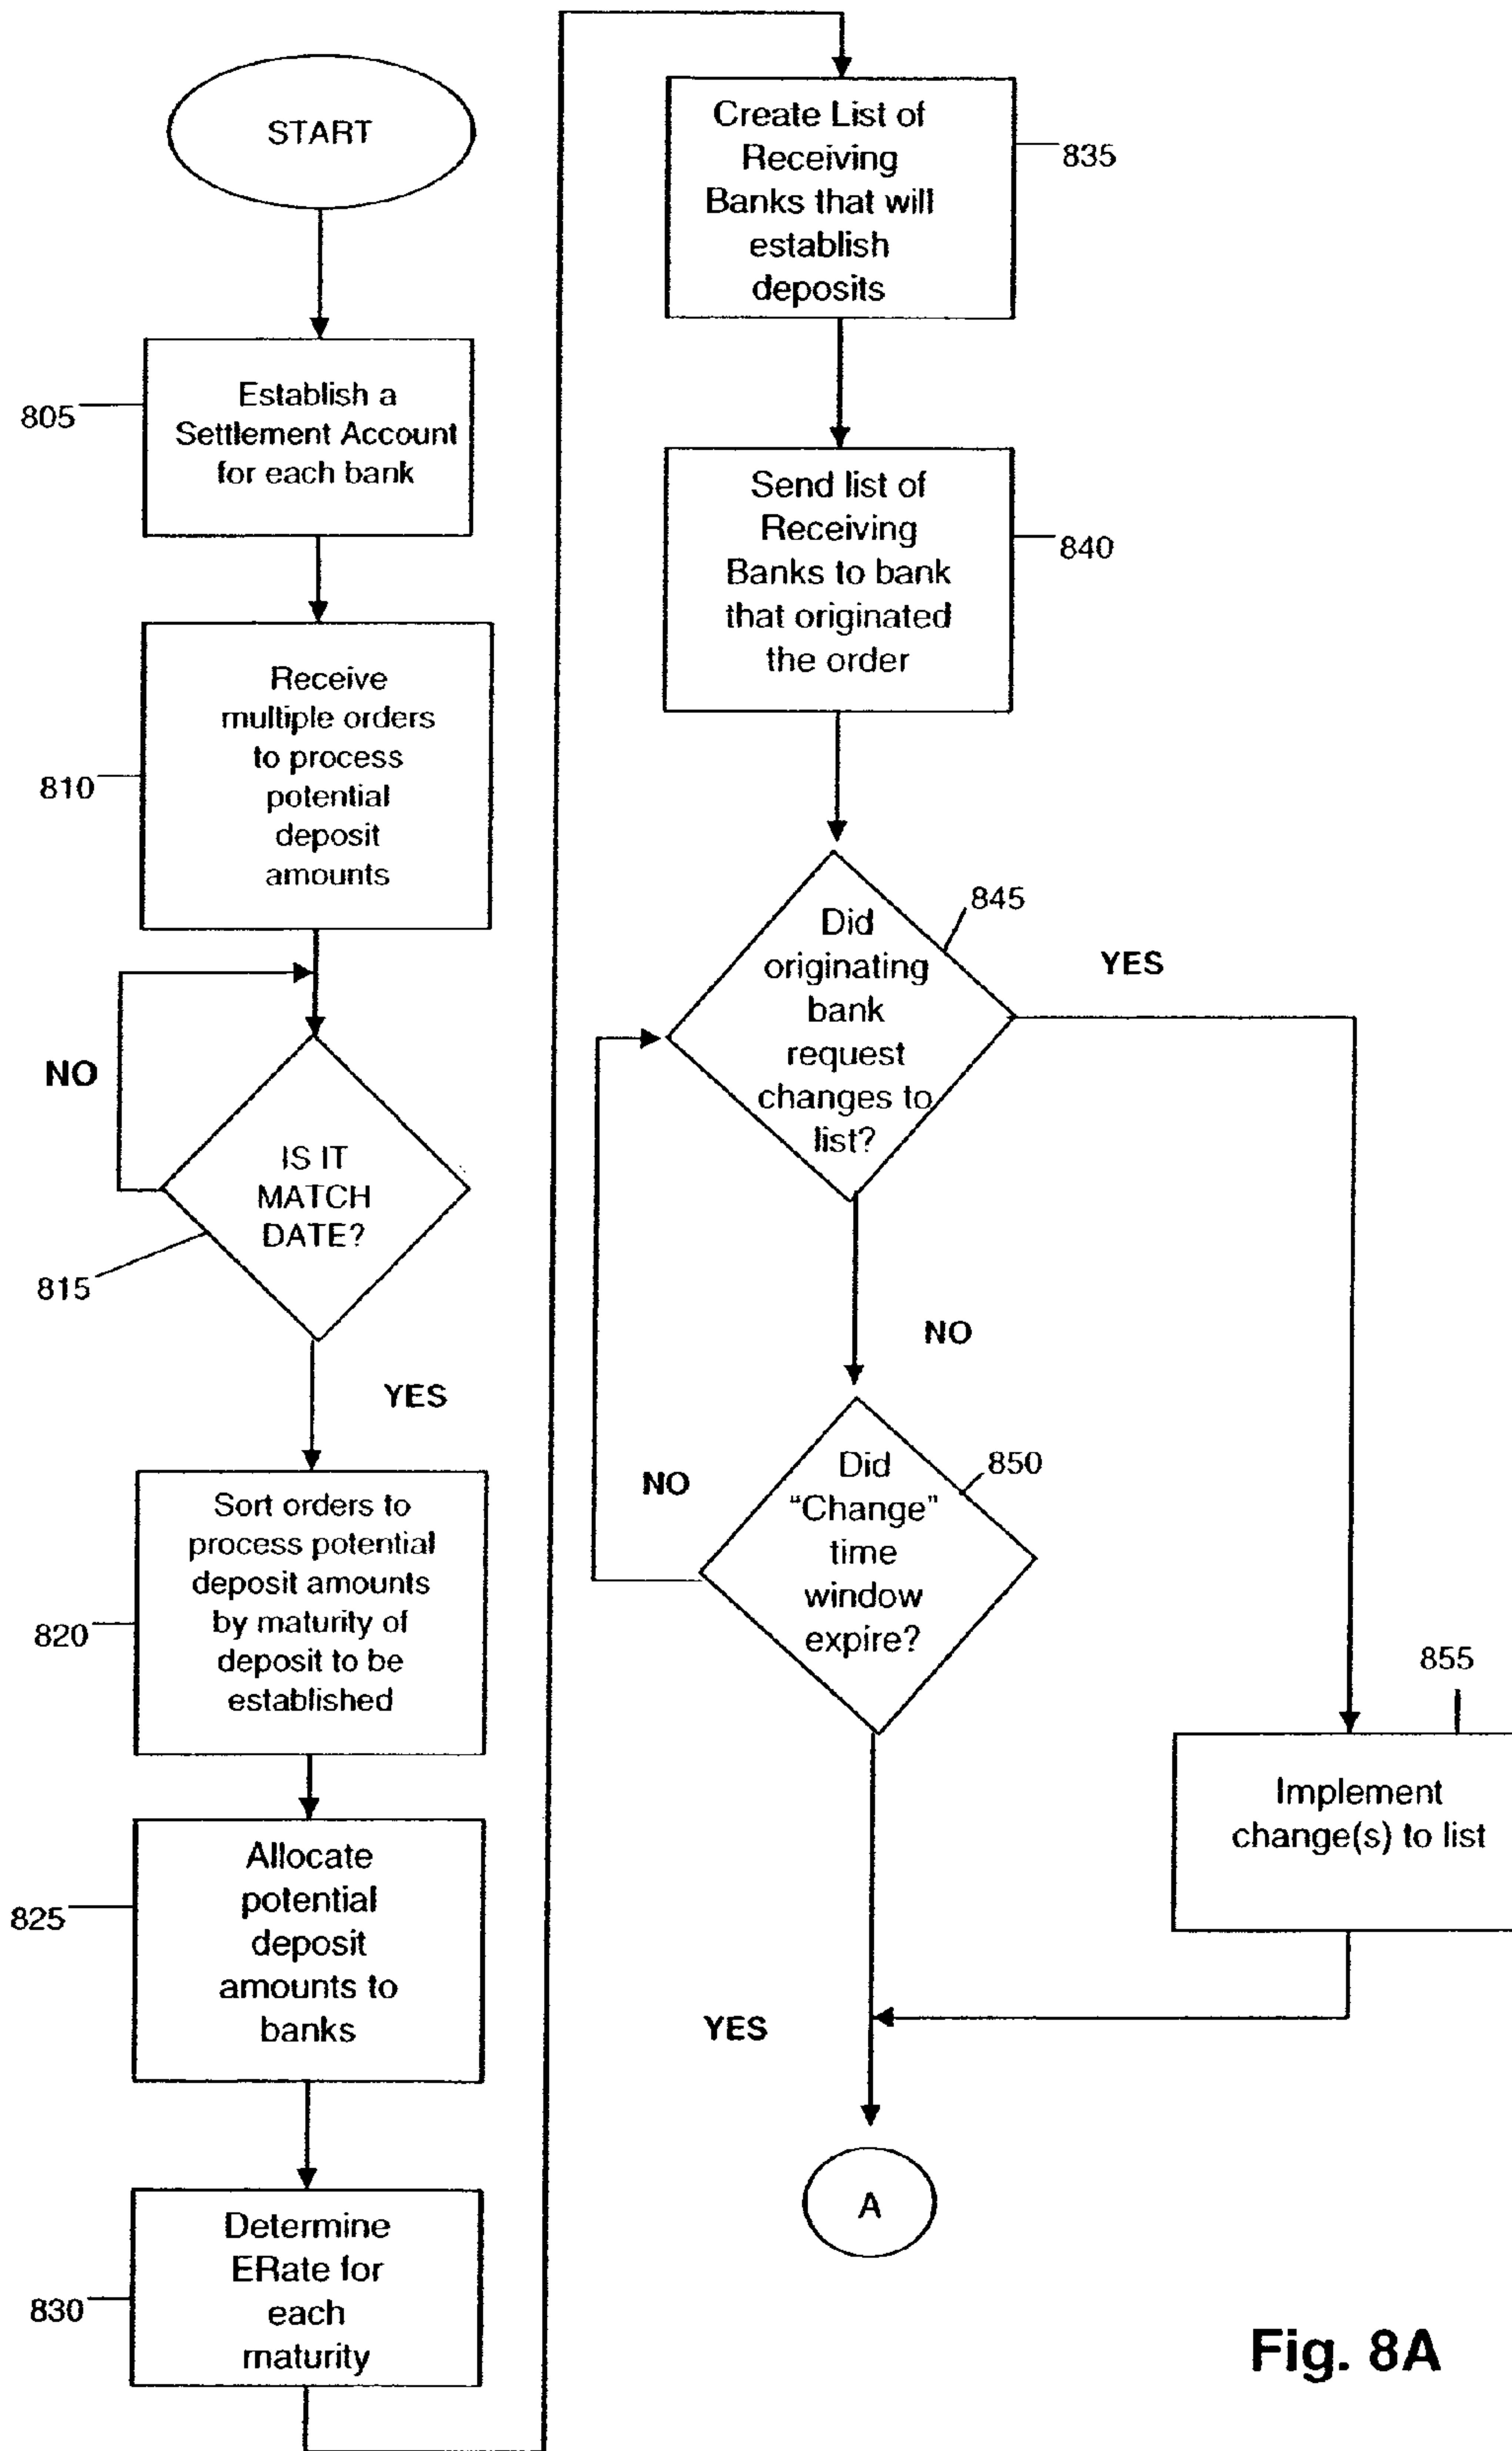 START
805
Establish a
Settlement Account
for each bank
810
Receive
multiple orders
to process
potential
deposit
amounts
NO
IS IT
MATCH
DATE?
815
YES
820
Sort orders to
process potential
deposit amounts
by maturity of
deposit to be
established
825
Allocate
potential
deposit
amounts to
banks
830
Determine
ERate for
each
maturity
Create List of
Receiving
Banks that will
establish
deposits
835
Send list of
Receiving
Banks to bank
that originated
the order
840
Did
originating
bank
request
changes to
list?
845
YES
NO
Did
“Change”
time
window
expire?
850
NO
855
Implement
change(s) to list
YES
A
Fig. 8A